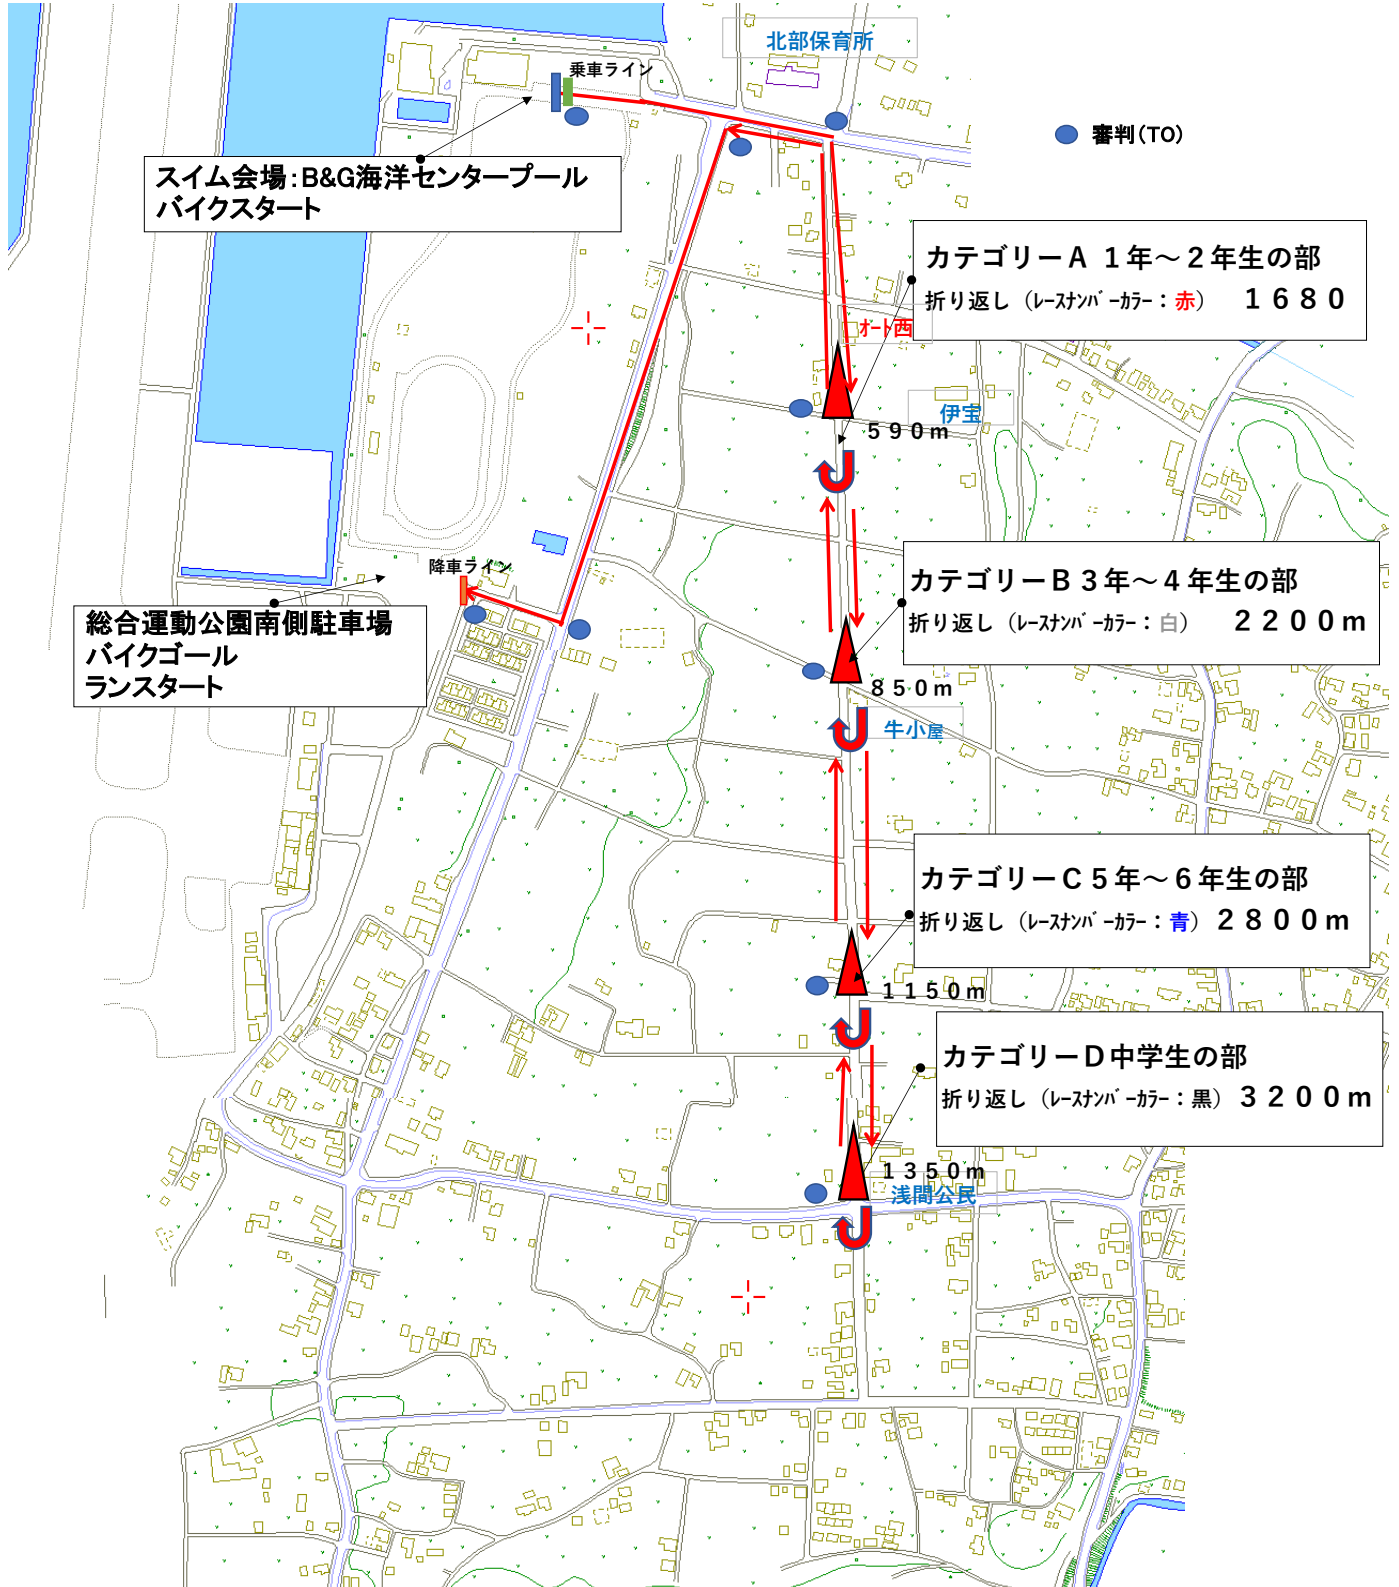 北部保育所
乗車ライン
審判(TO)
スイム会場:B&G海洋センタープール
バイクスタート
カテゴリーA １年～２年生の部
折り返し（ﾚｰｽﾅﾝﾊﾞｰｶﾗｰ：赤） １６８０
ｵｰﾄ西
伊宝
５９０ｍ
降車ライン
カテゴリーB ３年～４年生の部
折り返し（ﾚｰｽﾅﾝﾊﾞｰｶﾗｰ：白） ２２００ｍ
総合運動公園南側駐車場
バイクゴール
ランスタート
８５０ｍ
牛小屋
カテゴリーC ５年～６年生の部
折り返し（ﾚｰｽﾅﾝﾊﾞｰｶﾗｰ：青） ２８００ｍ
１１５０ｍ
カテゴリーD 中学生の部
折り返し（ﾚｰｽﾅﾝﾊﾞｰｶﾗｰ：黒） ３２００ｍ
１３５０ｍ
浅間公民